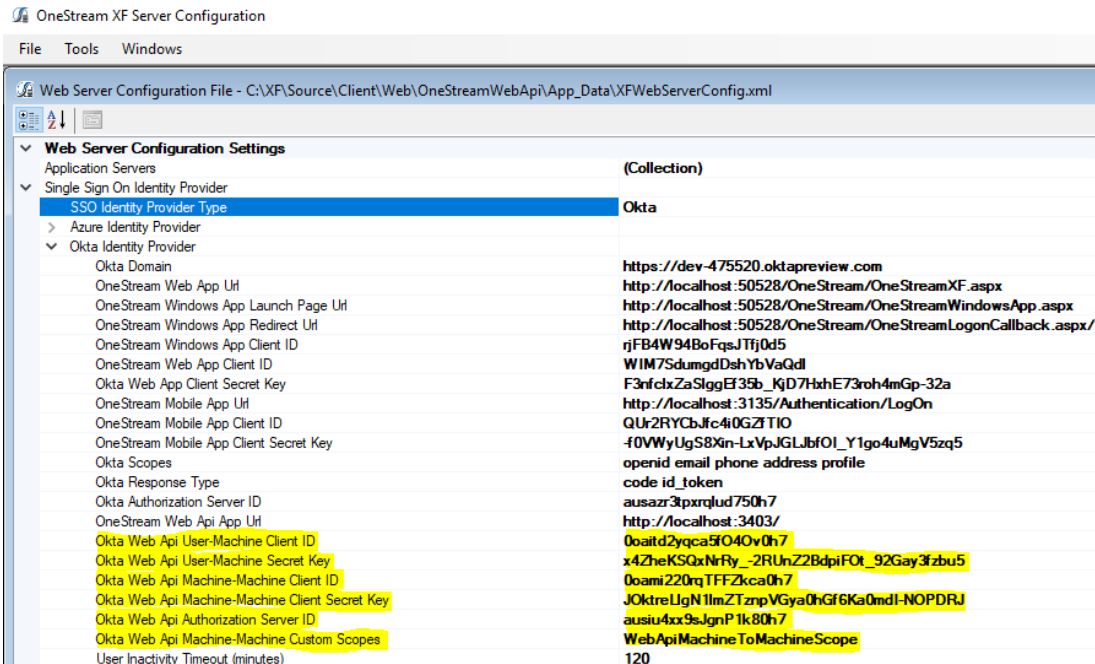 OneStream XF Server Configuration
File Tools Windows
Web Server Configuration File - C:\XF\Source\Client\Web\OneStreamWebApi\App_Data\XFWebServerConfig.xml
Web Server Configuration Settings
Application Servers (Collection)
Single Sign On Identity Provider
SSO Identity Provider Type Okta
Azure Identity Provider
Okta Identity Provider
Okta Domain https://dev-475520.oktapreview.com
OneStream Web App Url http://localhost:50528/OneStream/OneStreamXF.aspx
OneStream Windows App Launch Page Url http://localhost:50528/OneStream/OneStreamWindowsApp.aspx
OneStream Windows App Redirect Url http://localhost:50528/OneStream/OneStreamLogonCallback.aspx/
OneStream Windows App Client ID rjFB4W94BoFqsJTfj0d5
OneStream Web App Client ID WIM7SdumgdDshYbVaQdI
Okta Web App Client Secret Key F3nfcIxZaSIggEf35b_KjD7HxhE73roh4mGp-32a
OneStream Mobile App Url http://localhost:3135/Authentication/LogOn
OneStream Mobile App Client ID QUr2RYCbJfc4i0GZfTIO
OneStream Mobile App Client Secret Key -f0VWyUgS8Xin-LxVpJGLJbfOI_Y1go4uMgV5zq5
Okta Scopes openid email phone address profile
Okta Response Type code id_token
Okta Authorization Server ID ausazr3tpxrqlud750h7
OneStream Web Api App Url http://localhost:3403/
Okta Web Api User-Machine Client ID 0oaitd2yqca5fO4Ov0h7
Okta Web Api User-Machine Secret Key x4ZheKSQxNrRy_-2RUnZ2BdpiFOt_92Gay3fzbu5
Okta Web Api Machine-Machine Client ID 0oami220rqTFFZkca0h7
Okta Web Api Machine-Machine Client Secret Key JOktreLIgN1ImZTznpVGya0hGf6Ka0mdI-NOPDRJ
Okta Web Api Authorization Server ID ausiu4xx9sJgnP1k80h7
Okta Web Api Machine-Machine Custom Scopes WebApiMachineToMachineScope
User Inactivity Timeout (minutes) 120